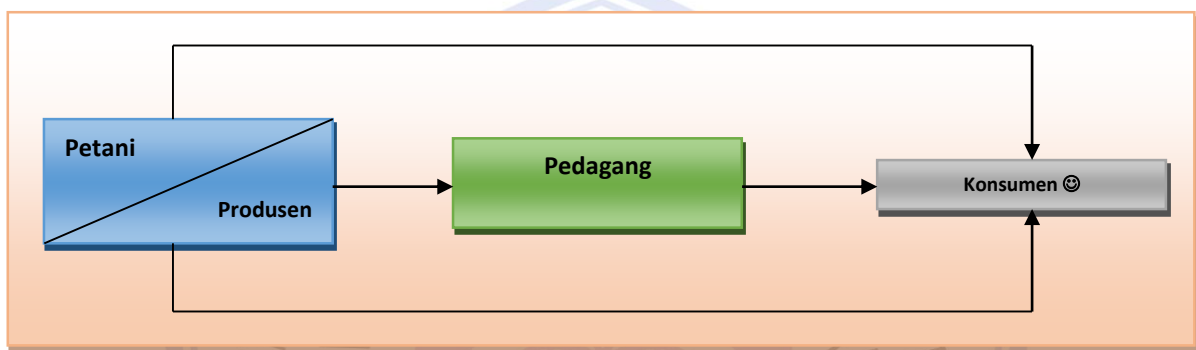 Petani
Produsen
Pedagang
Konsumen ☺